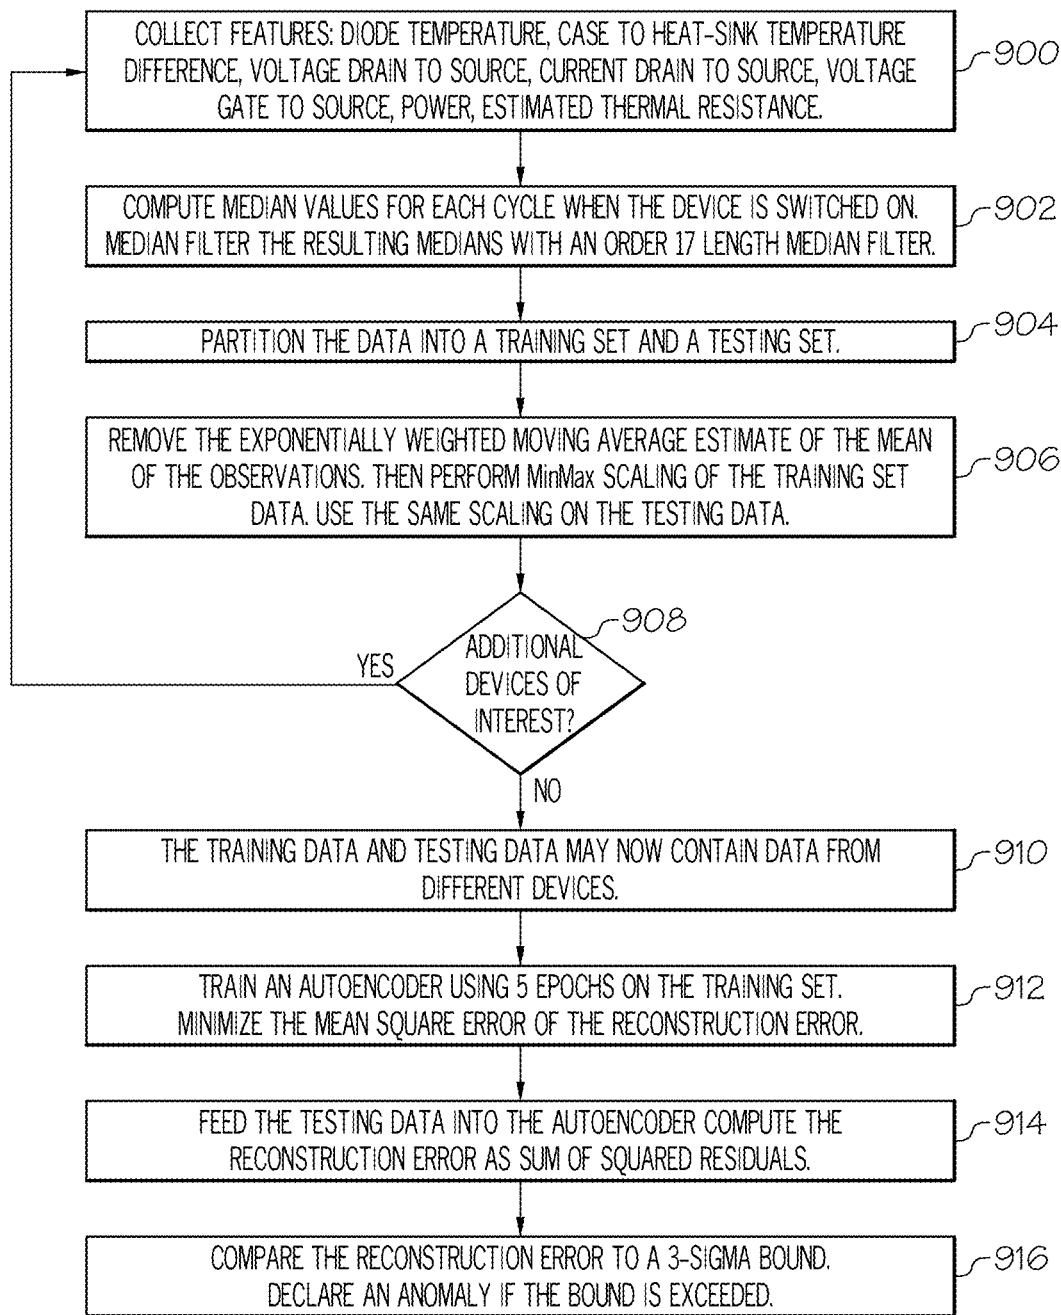 COLLECT FEATURES: DIODE TEMPERATURE, CASE TO HEAT-SINK TEMPERATURE
DIFFERENCE, VOLTAGE DRAIN TO SOURCE, CURRENT DRAIN TO SOURCE, VOLTAGE
GATE TO SOURCE, POWER, ESTIMATED THERMAL RESISTANCE.
900
COMPUTE MEDIAN VALUES FOR EACH CYCLE WHEN THE DEVICE IS SWITCHED ON.
MEDIAN FILTER THE RESULTING MEDIANS WITH AN ORDER 17 LENGTH MEDIAN FILTER.
902
PARTITION THE DATA INTO A TRAINING SET AND A TESTING SET.
904
REMOVE THE EXPONENTIALLY WEIGHTED MOVING AVERAGE ESTIMATE OF THE MEAN
OF THE OBSERVATIONS. THEN PERFORM MinMax SCALING OF THE TRAINING SET
DATA. USE THE SAME SCALING ON THE TESTING DATA.
906
ADDITIONAL
DEVICES OF
INTEREST?
908
YES
NO
THE TRAINING DATA AND TESTING DATA MAY NOW CONTAIN DATA FROM
DIFFERENT DEVICES.
910
TRAIN AN AUTOENCODER USING 5 EPOCHS ON THE TRAINING SET.
MINIMIZE THE MEAN SQUARE ERROR OF THE RECONSTRUCTION ERROR.
912
FEED THE TESTING DATA INTO THE AUTOENCODER COMPUTE THE
RECONSTRUCTION ERROR AS SUM OF SQUARED RESIDUALS.
914
COMPARE THE RECONSTRUCTION ERROR TO A 3-SIGMA BOUND.
DECLARE AN ANOMALY IF THE BOUND IS EXCEEDED.
916